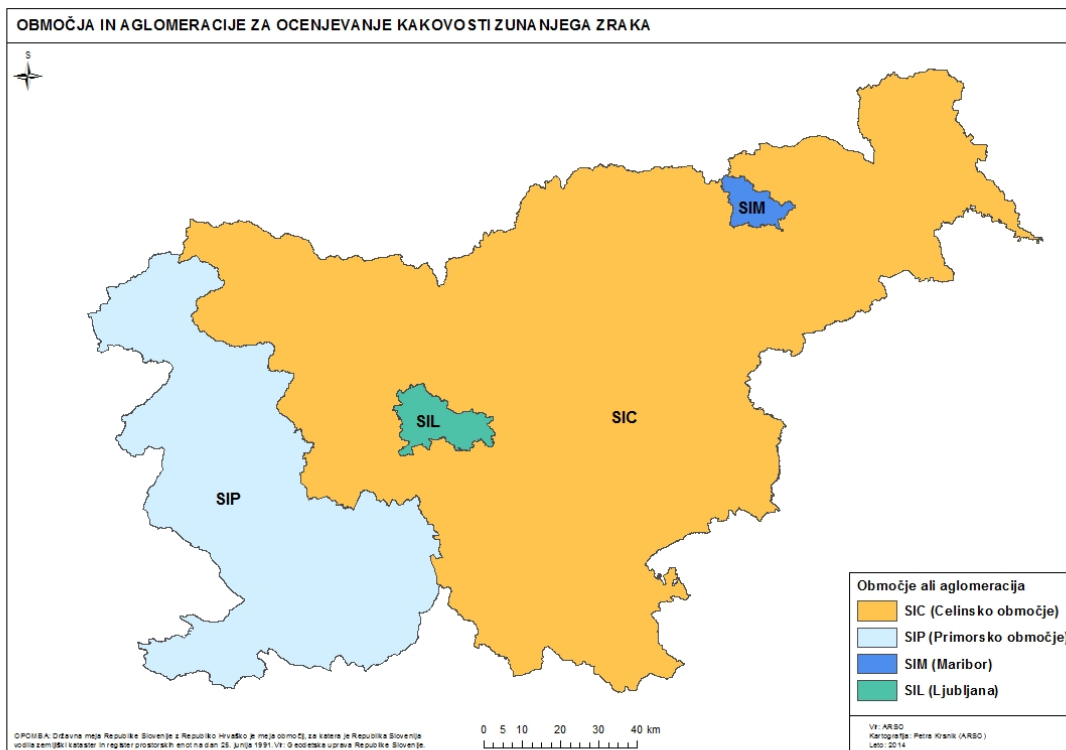 OBMOČJA IN AGLOMERACIJE ZA OCENJEVANJE KAKOVOSTI ZUNANJEGA ZRAKA
S
SIM
SIL
SIC
SIP
Območje ali aglomeracija
SIC (Celinsko območje)
SIP (Primorsko območje)
SIM (Maribor)
SIL (Ljubljana)
0 5 10 20 30 40 km
OPOMBA: Državna meja Republike Slovenije z Republiko Hrvaško je meja območij, za katera je Republika Slovenija
vodila zemljiški kataster in register prostorskih enot na dan 25. junija 1991. Vir: Geodetska uprava Republike Slovenije.
Vir: ARSO
Kartografija: Petra Krsnik (ARSO)
Leto: 2014